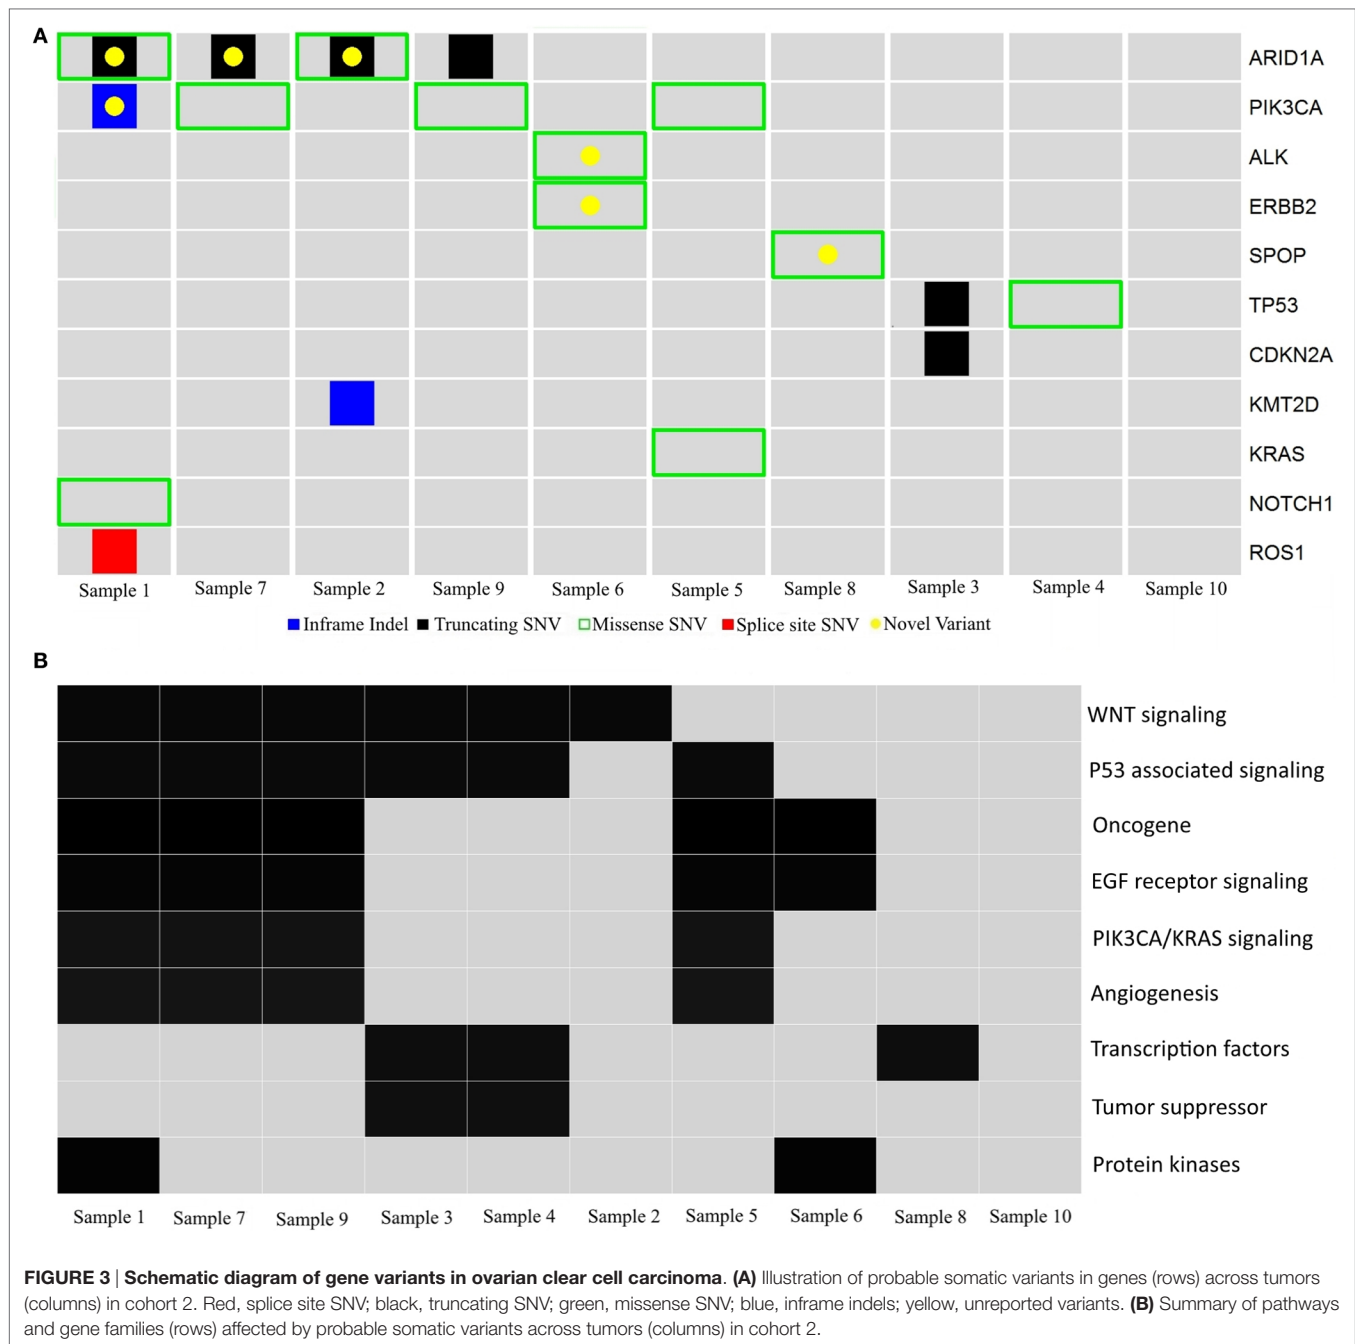 A
ARID1A
PIK3CA
ALK
ERBB2
SPOP
TP53
CDKN2A
KMT2D
KRAS
NOTCH1
ROS1
Sample 1 Sample 7 Sample 2 Sample 9 Sample 6 Sample 5 Sample 8 Sample 3 Sample 4 Sample 10
Inframe Indel Truncating SNV Missense SNV Splice site SNV Novel Variant
B
WNT signaling
P53 associated signaling
Oncogene
EGF receptor signaling
PIK3CA/KRAS signaling
Angiogenesis
Transcription factors
Tumor suppressor
Protein kinases
Sample 1 Sample 7 Sample 9 Sample 3 Sample 4 Sample 2 Sample 5 Sample 6 Sample 8 Sample 10
FIGURE 3 | Schematic diagram of gene variants in ovarian clear cell carcinoma. (A) Illustration of probable somatic variants in genes (rows) across tumors
(columns) in cohort 2. Red, splice site SNV; black, truncating SNV; green, missense SNV; blue, inframe indels; yellow, unreported variants. (B) Summary of pathways
and gene families (rows) affected by probable somatic variants across tumors (columns) in cohort 2.